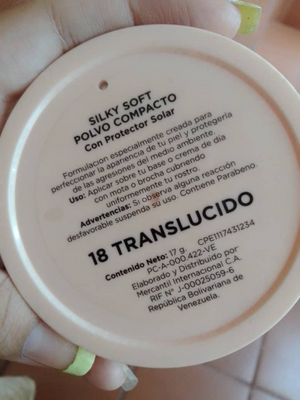 SILKY SOFT
POLVO COMPACTO
Con Protector Solar
Formulacion especialmente creada para
perfeccionar la apariencia de tu piel y protegerla
de las agresiones del medio ambiente.
Uso: Aplicar sobre tu base o crema de dia
con mota o brocha cubriendo
uniformemente tu rostro.
Advertencias: Si observa alguna reacción
desfavorable suspenda su uso. Contiene Parabeno.
18 TRANSLUCIDO
Contenido Neto: 17 g. CPE1117431234
PC-A-000.422-VE
Elaborado y Distribuido por
Mercantil Internacional C.A.
RIF N° J-00025059-6
República Bolivariana de
Venezuela.